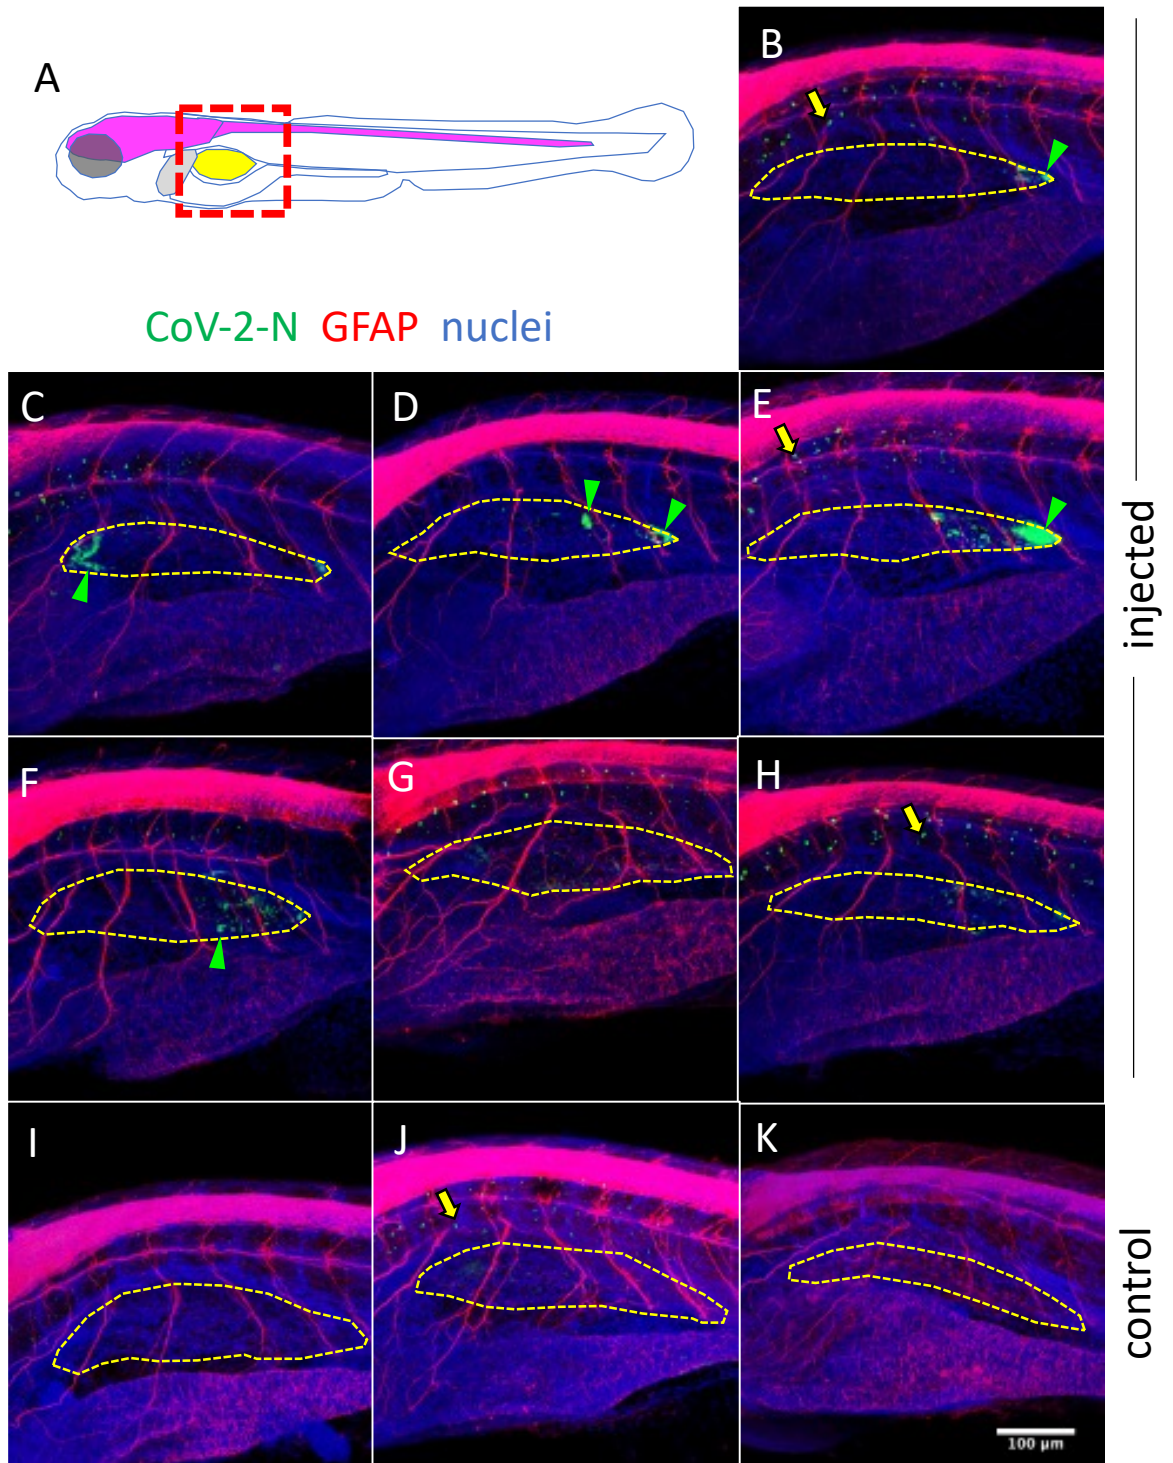 A
B
CoV-2-N GFAP nuclei
C
D
E
injected
F
G
H
I
J
K
control
100 µm